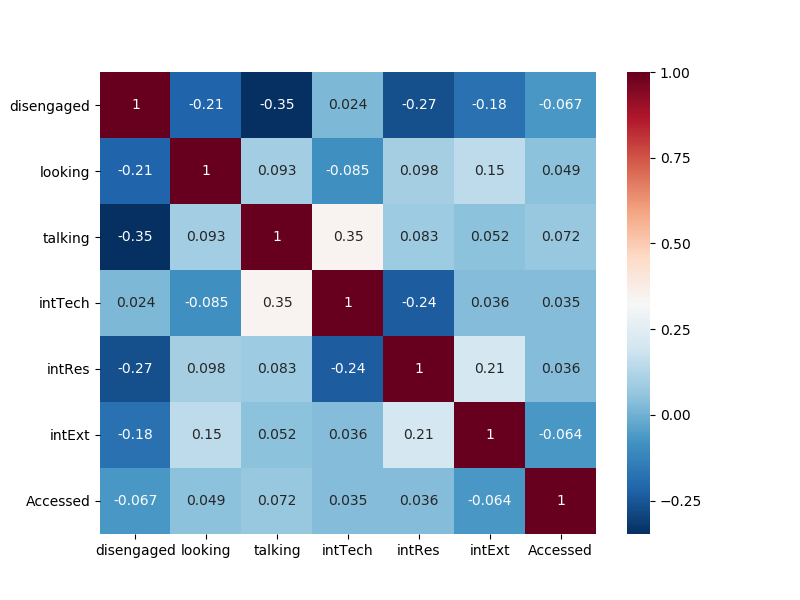 disengaged 1 -0.21 -0.35 0.024 -0.27 -0.18 -0.067
looking -0.21 1 0.093 -0.085 0.098 0.15 0.049
talking -0.35 0.093 1 0.35 0.083 0.052 0.072
intTech 0.024 -0.085 0.35 1 -0.24 0.036 0.035
intRes -0.27 0.098 0.083 -0.24 1 0.21 0.036
intExt -0.18 0.15 0.052 0.036 0.21 1 -0.064
Accessed -0.067 0.049 0.072 0.035 0.036 -0.064 1
disengaged looking talking intTech intRes intExt Accessed
1.00
0.75
0.50
0.25
0.00
−0.25